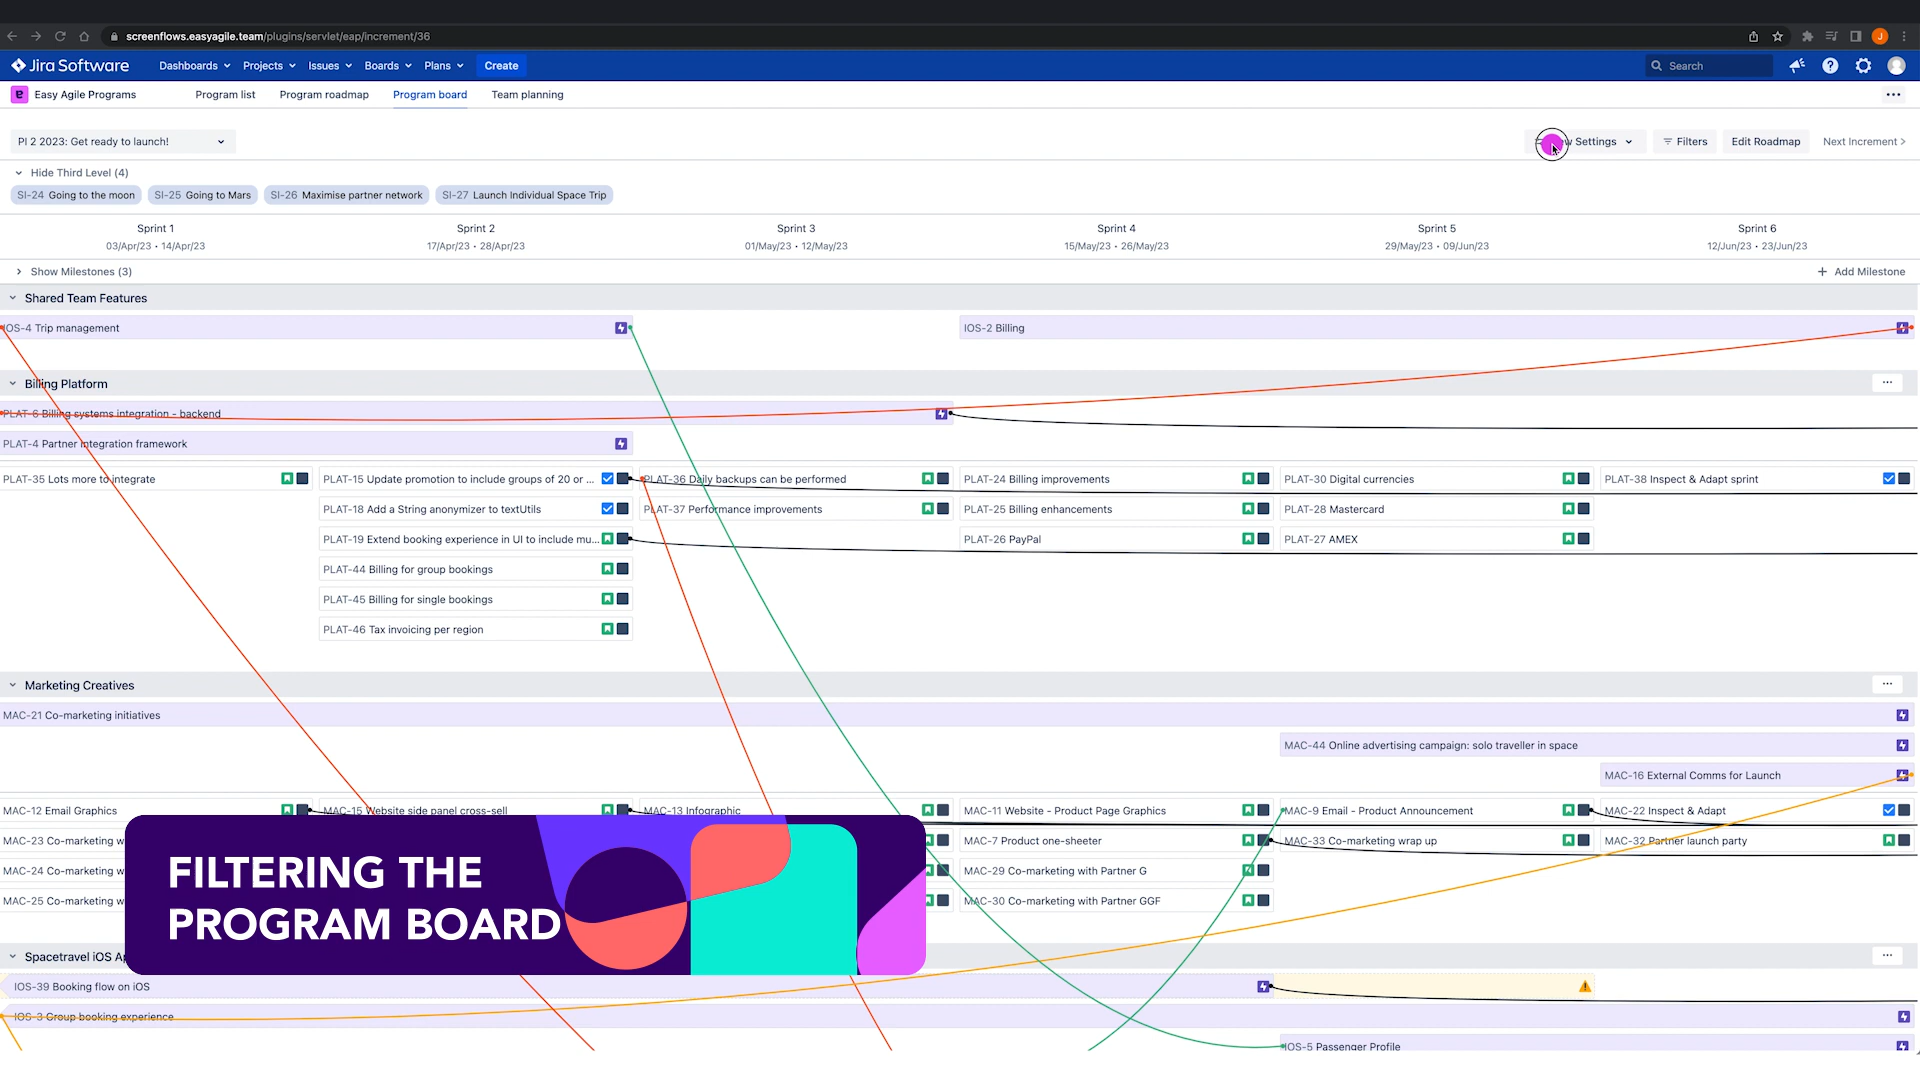 screenflows.easyagile.team/plugins/servlet/eap/increment/36
Jira Software Dashboards Projects Issues Boards Plans Create Search
Easy Agile Programs Program list Program roadmap Program board Team planning
PI 2 2023: Get ready to launch! Settings Filters Edit Roadmap Next Increment >
Hide Third Level (4)
SI-24 Going to the moon SI-25 Going to Mars SI-26 Maximise partner network SI-27 Launch Individual Space Trip
Sprint 1 Sprint 2 Sprint 3 Sprint 4 Sprint 5 Sprint 6
03/Apr/23 • 14/Apr/23 17/Apr/23 • 28/Apr/23 01/May/23 • 12/May/23 15/May/23 • 26/May/23 29/May/23 • 09/Jun/23 12/Jun/23 • 23/Jun/23
Show Milestones (3) + Add Milestone
Shared Team Features
IOS-4 Trip management IOS-2 Billing
Billing Platform
PLAT-6 Billing systems integration - backend
PLAT-4 Partner integration framework
PLAT-35 Lots more to integrate PLAT-15 Update promotion to include groups of 20 or ... PLAT-36 Daily backups can be performed PLAT-24 Billing improvements PLAT-30 Digital currencies PLAT-38 Inspect & Adapt sprint
PLAT-18 Add a String anonymizer to textUtils PLAT-37 Performance improvements PLAT-25 Billing enhancements PLAT-28 Mastercard
PLAT-19 Extend booking experience in UI to include mu... PLAT-26 PayPal PLAT-27 AMEX
PLAT-44 Billing for group bookings
PLAT-45 Billing for single bookings
PLAT-46 Tax invoicing per region
Marketing Creatives
MAC-21 Co-marketing initiatives
MAC-44 Online advertising campaign: solo traveller in space
MAC-16 External Comms for Launch
MAC-12 Email Graphics MAC-15 Website side panel cross-sell MAC-13 Infographic MAC-11 Website - Product Page Graphics MAC-9 Email - Product Announcement MAC-22 Inspect & Adapt
MAC-23 Co-marketing w MAC-7 Product one-sheeter MAC-33 Co-marketing wrap up MAC-32 Partner launch party
MAC-24 Co-marketing w MAC-29 Co-marketing with Partner G
MAC-25 Co-marketing w MAC-30 Co-marketing with Partner GGF
FILTERING THE
PROGRAM BOARD
Spacetravel iOS
IOS-39 Booking flow on iOS
IOS-3 Group booking experience
IOS-5 Passenger Profile